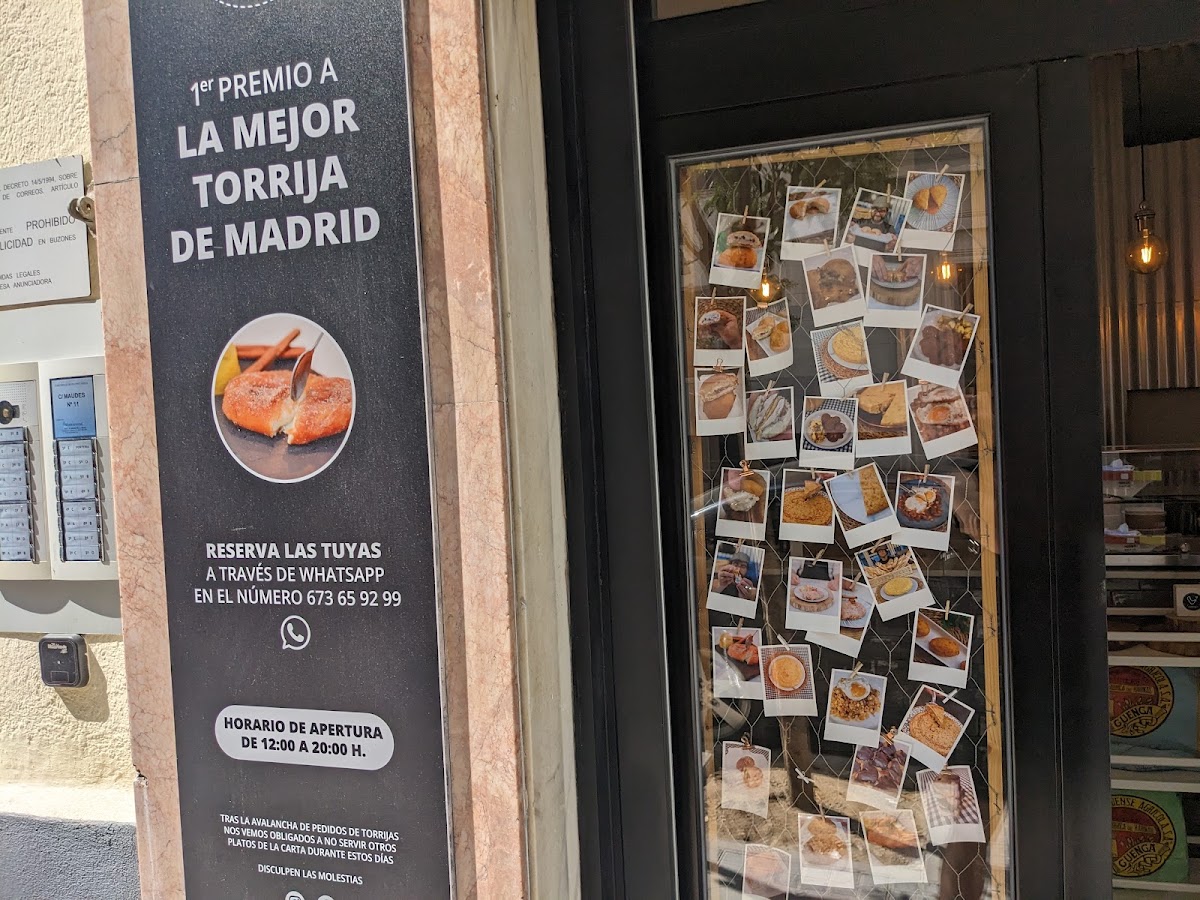 DECRETO 14/5/1984, SOBRE
DE CORREOS, ARTÍCULO
PROHIBIDO
EN BUZONES
LEGALES
ANUNCIADORA
C/ MAUDES
Nº 11
1er PREMIO A
LA MEJOR
TORRIJA
DE MADRID
RESERVA LAS TUYAS
A TRAVÉS DE WHATSAPP
EN EL NÚMERO 673 65 92 99
HORARIO DE APERTURA
DE 12:00 A 20:00 H.
TRAS LA AVALANCHA DE PEDIDOS DE TORRIJAS
NOS VEMOS OBLIGADOS A NO SERVIR OTROS
PLATOS DE LA CARTA DURANTE ESTOS DÍAS
DISCULPEN LAS MOLESTIAS
CUENCA
CUENCA